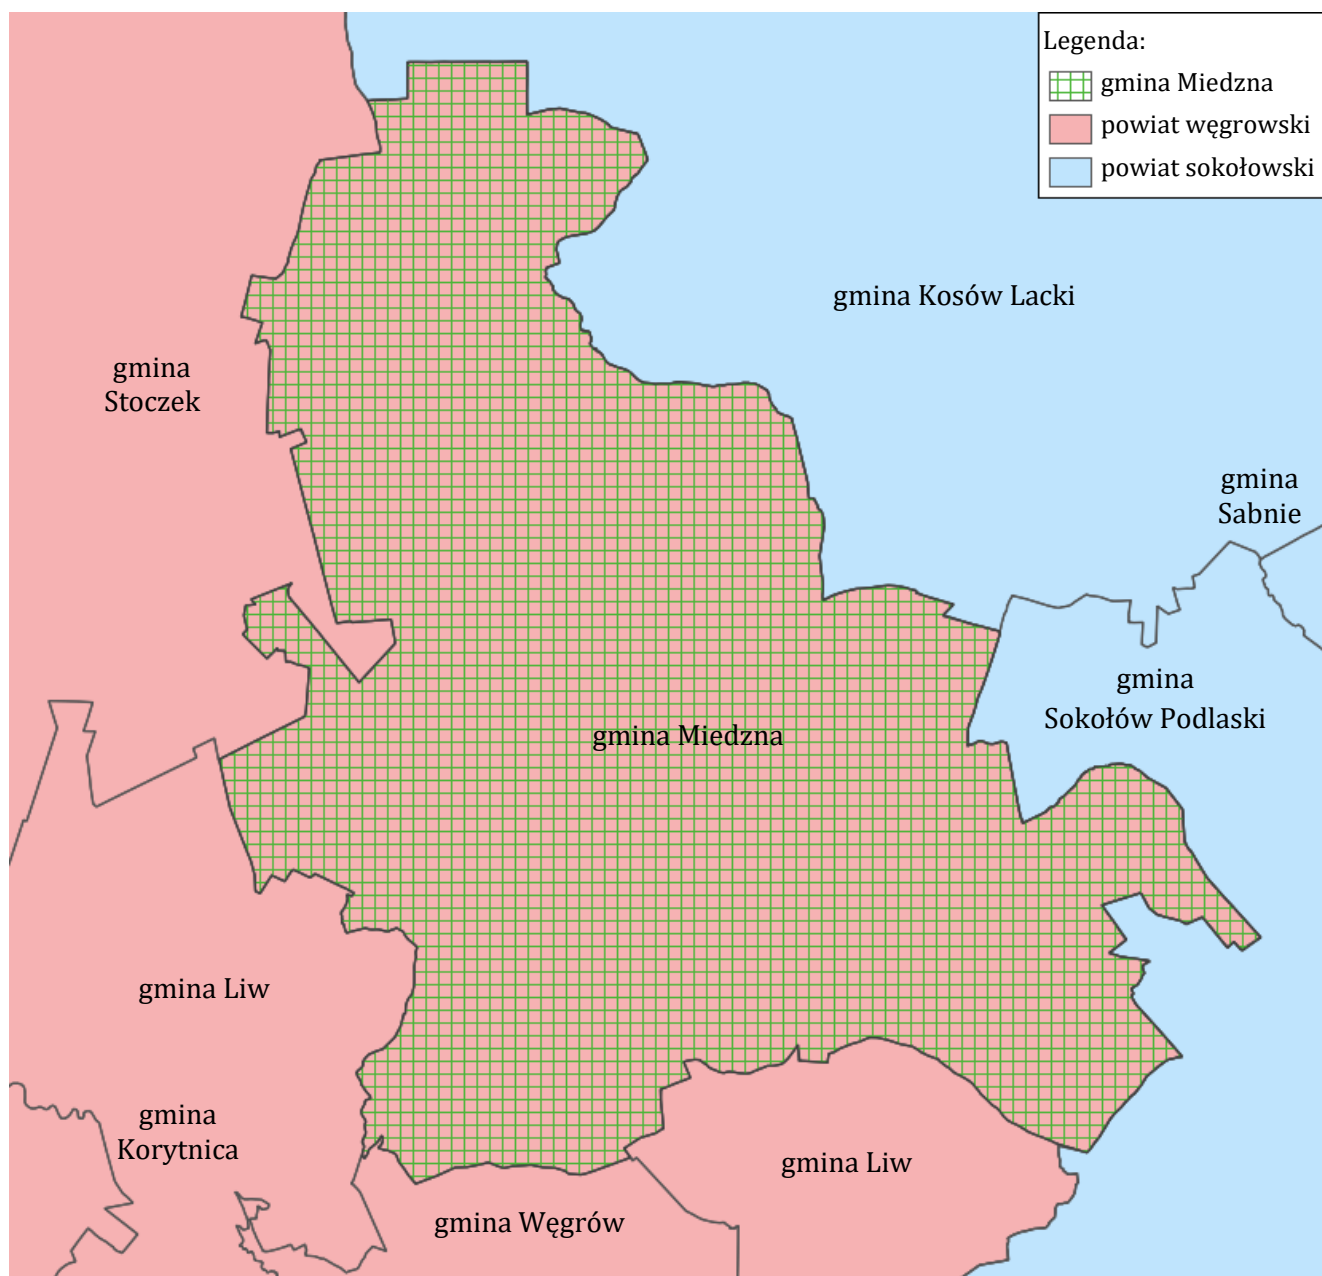 Legenda:
gmina Miedzna
powiat węgrowski
powiat sokołowski
gmina Kosów Lacki
gmina
Stoczek
gmina
Sabnie
gmina
Sokołów Podlaski
gmina Miedzna
gmina Liw
gmina
Korytnica
gmina Liw
gmina Węgrów